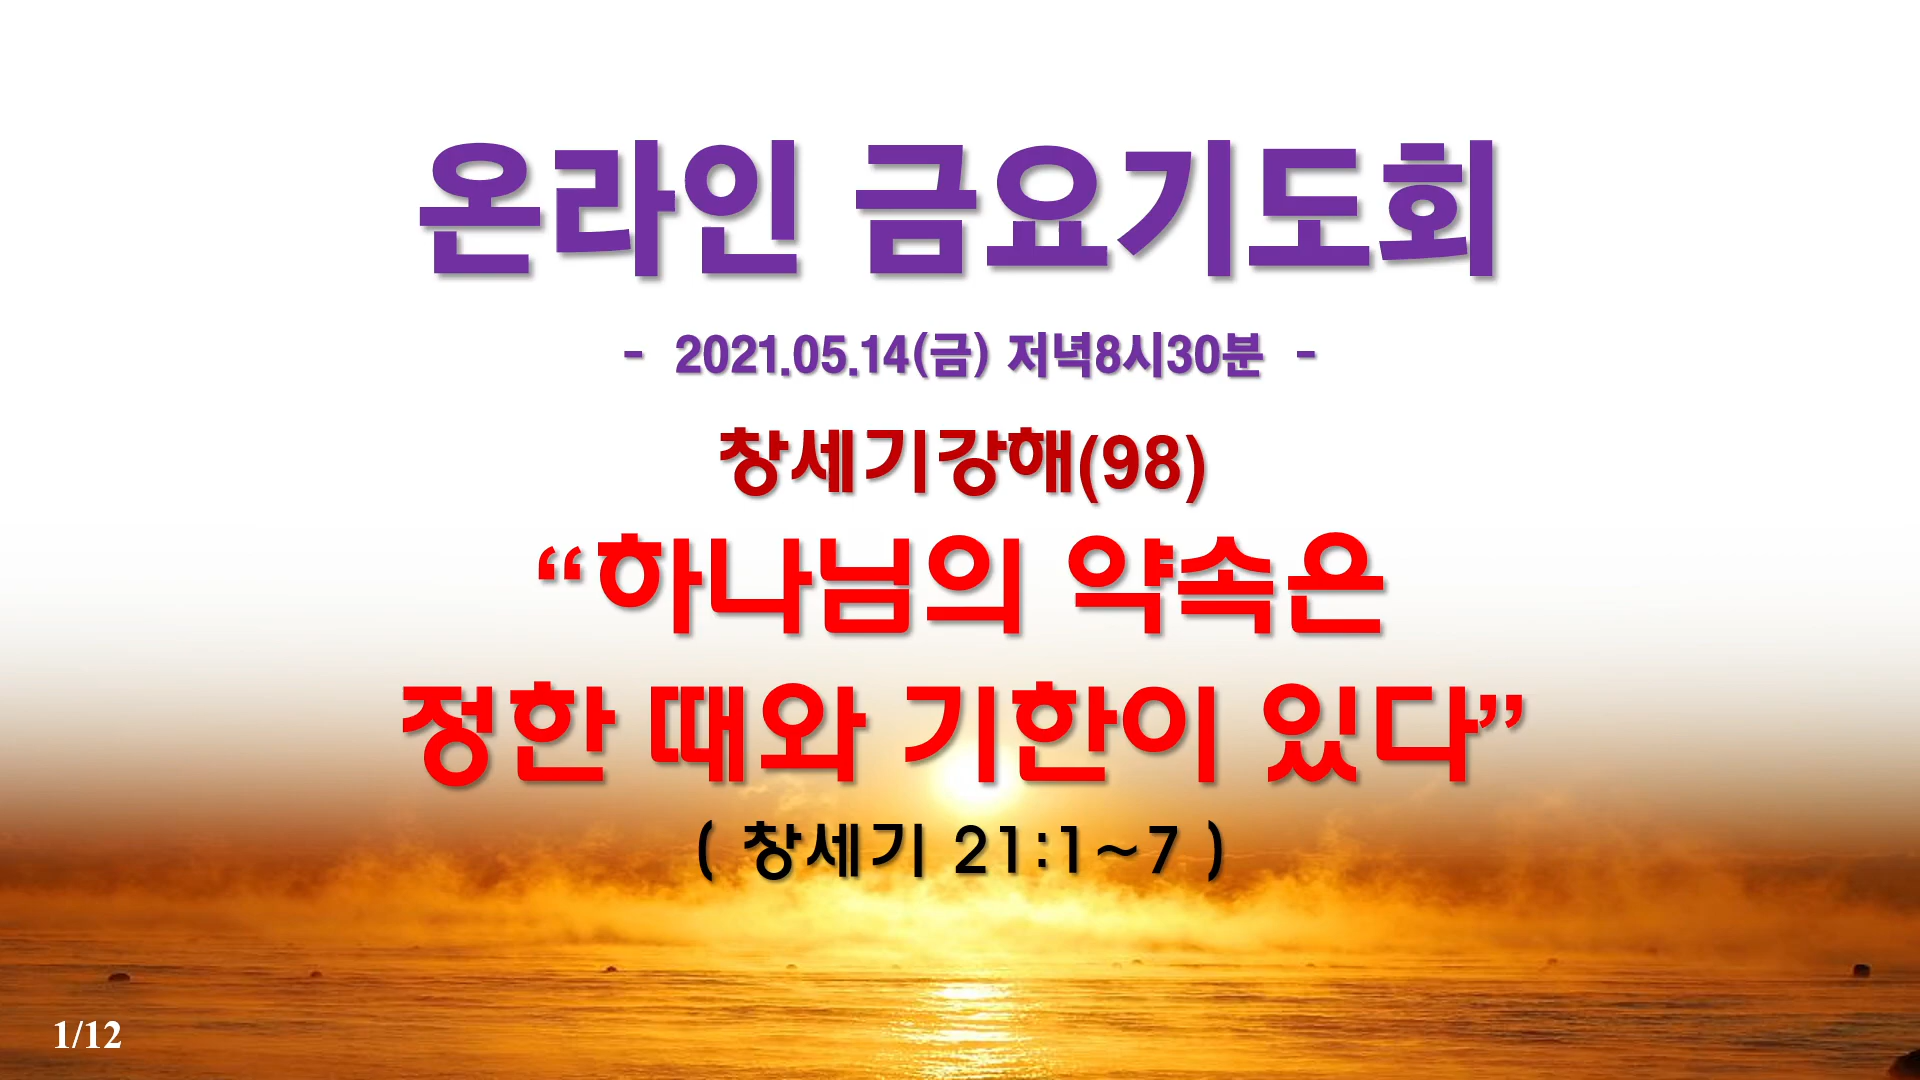 온라인 금요기도회
- 2021.05.14(금) 저녁8시30분 -
창세기강해(98)
“하나님의 약속은
정한 때와 기한이 있다”
( 창세기 21:1~7 )
1/12